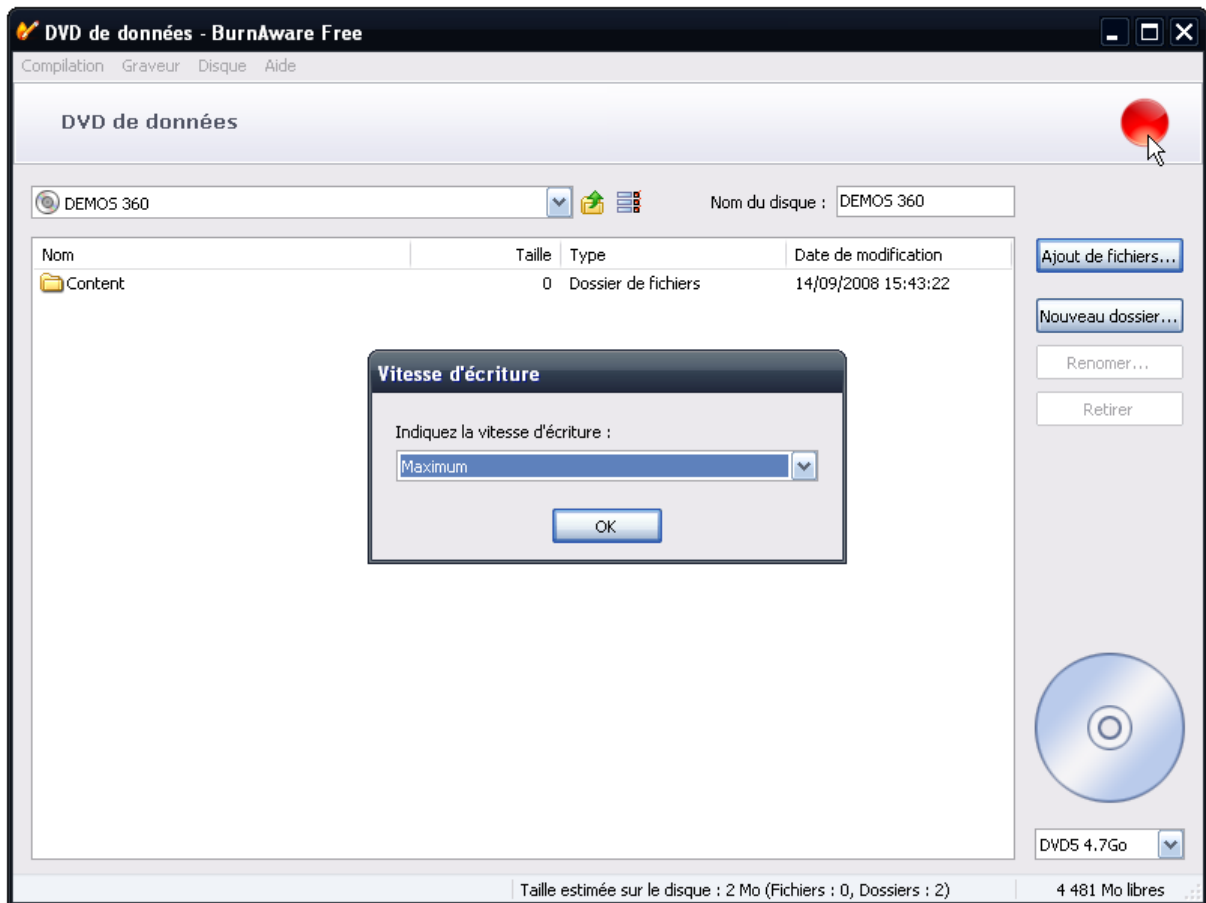 DVD de données - BurnAware Free
Compilation Graveur Disque Aide
DVD de données
DEMOS 360
Nom du disque : DEMOS 360
Nom Taille Type Date de modification
Content 0 Dossier de fichiers 14/09/2008 15:43:22
Ajout de fichiers...
Nouveau dossier...
Renomer...
Retirer
Vitesse d'écriture
Indiquez la vitesse d'écriture :
Maximum
OK
DVD5 4.7Go
Taille estimée sur le disque : 2 Mo (Fichiers : 0, Dossiers : 2) 4 481 Mo libres